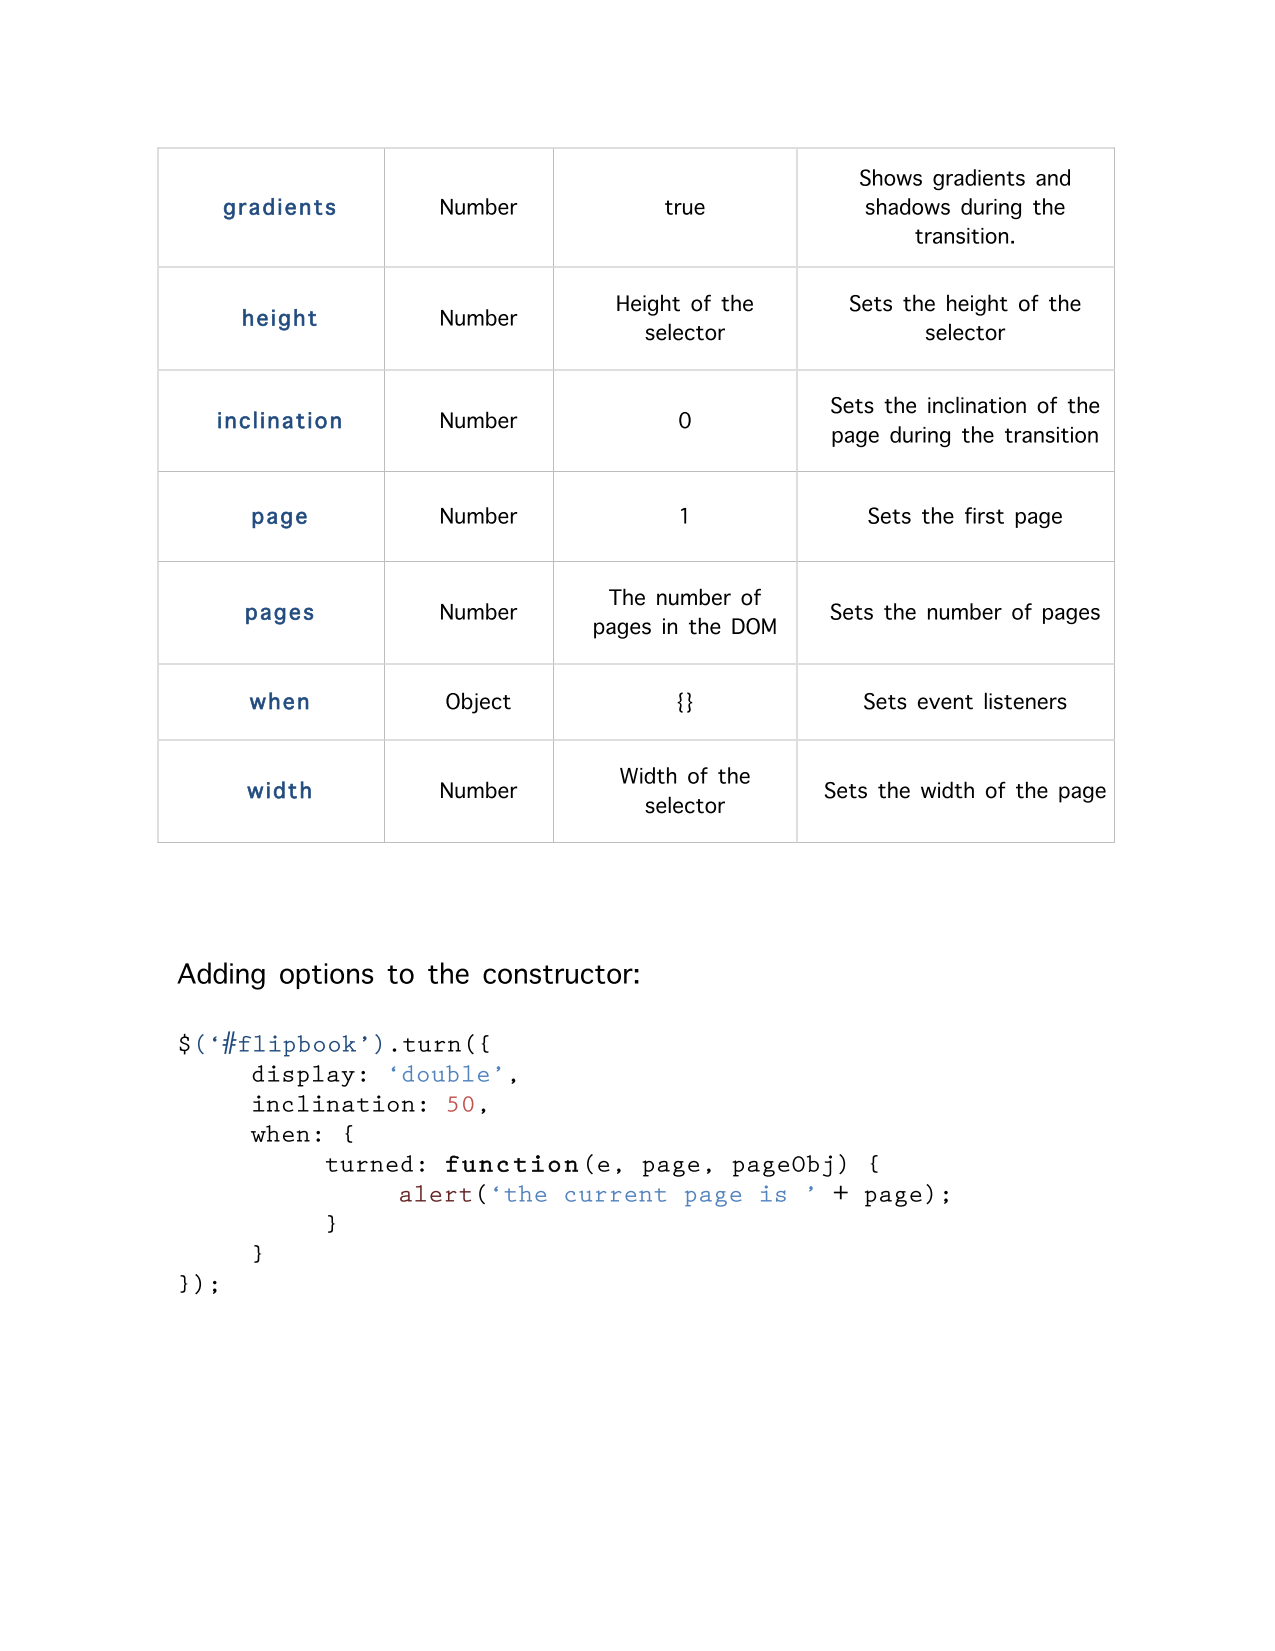 gradients Number true Shows gradients and
shadows during the
transition.
height Number Height of the
selector Sets the height of the
selector
inclination Number 0 Sets the inclination of the
page during the transition
page Number 1 Sets the first page
pages Number The number of
pages in the DOM Sets the number of pages
when Object {} Sets event listeners
width Number Width of the
selector Sets the width of the page
Adding options to the constructor:
$(‘#flipbook’).turn({
display: ‘double’,
inclination: 50,
when: {
turned: function(e, page, pageObj) {
alert(‘the current page is ’ + page);
}
}
});